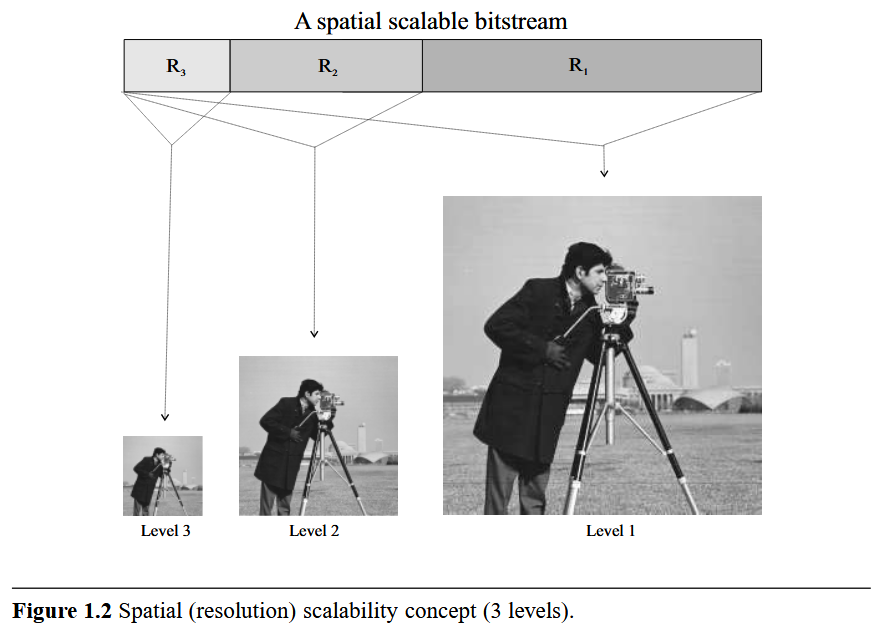 A spatial scalable bitstream
R₃ R₂ R₁
Level 3 Level 2 Level 1
Figure 1.2 Spatial (resolution) scalability concept (3 levels).